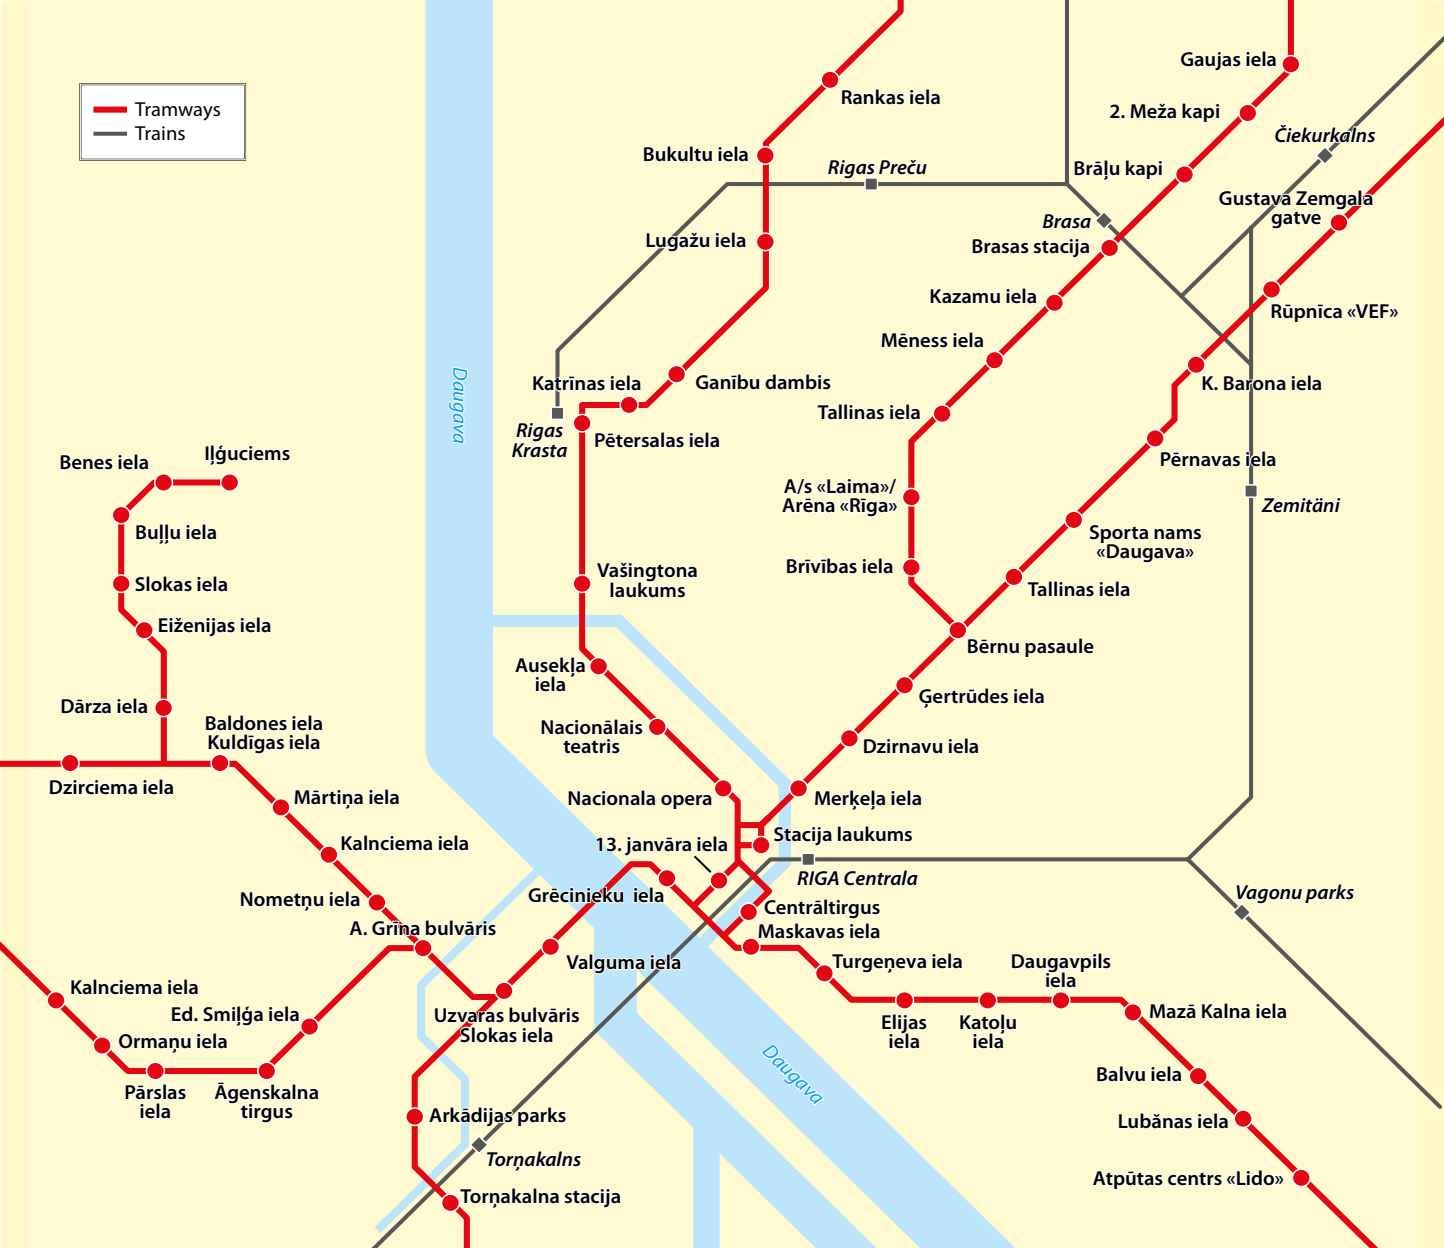 Gaujas iela
Rankas iela
2. Meža kapi
Tramways
Trains
Čiekurkalns
Bukultu iela
Rigas Preču
Brāļu kapi
Gustava Zemgala
gatve
Brasa
Lugažu iela
Brasas stacija
Kazamu iela
Rūpnīca «VEF»
Mēness iela
Daugava
Katrīnas iela
Ganību dambis
K. Barona iela
Tallinas iela
Rigas
Krasta
Pētersalas iela
Pērnavas iela
Benes iela
Iļģuciems
A/s «Laima»/
Arēna «Rīga»
Zemitāni
Buļļu iela
Sporta nams
«Daugava»
Brīvības iela
Vašingtona
laukums
Slokas iela
Tallinas iela
Eiženijas iela
Bērnu pasaule
Ausekļa
iela
Ģertrūdes iela
Dārza iela
Baldones iela
Kuldīgas iela
Nacionālais
teatris
Dzirnavu iela
Dzirciema iela
Mārtiņa iela
Nacionala opera
Merķeļa iela
Kalnciema iela
13. janvāra iela
Stacija laukums
RIGA Centrala
Vagonu parks
Nometņu iela
Grēcinieku iela
Centrāltirgus
A. Grīna bulvāris
Maskavas iela
Valguma iela
Turgeņeva iela
Daugavpils
iela
Kalnciema iela
Ed. Smiļģa iela
Uzvaras bulvāris
Slokas iela
Elijas
iela
Katoļu
iela
Mazā Kalna iela
Ormaņu iela
Daugava
Balvu iela
Pārslas
iela
Āgenskalna
tirgus
Arkādijas parks
Lubănas iela
Torņakalns
Atpūtas centrs «Lido»
Torņakalna stacija